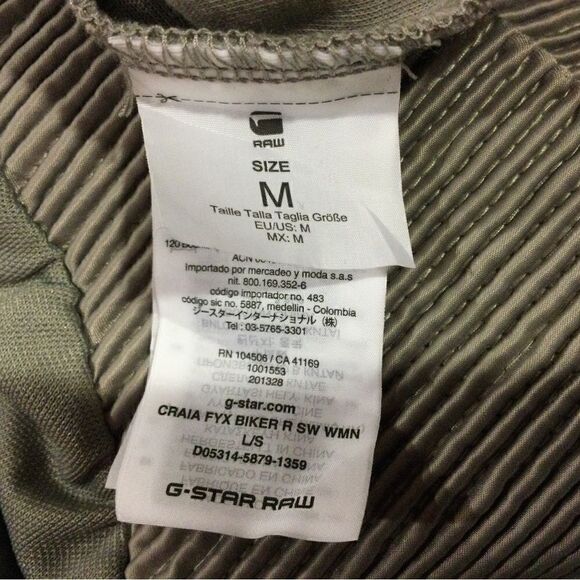 RAW
SIZE
M
Taille Talla Taglia Größe
EU/US: M
MX: M
importado por mercadeo y moda s.a.s
nit. 800.169.352-6
código importador no. 483
código sic no. 5887, medellin - Colombia
ジースターインターナショナル (株)
Tel : 03-5765-3301
RN 104506 / CA 41169
1001553
201328
g-star.com
CRAIA FYX BIKER R SW WMN
L/S
D05314-5879-1359
G-STAR RAW